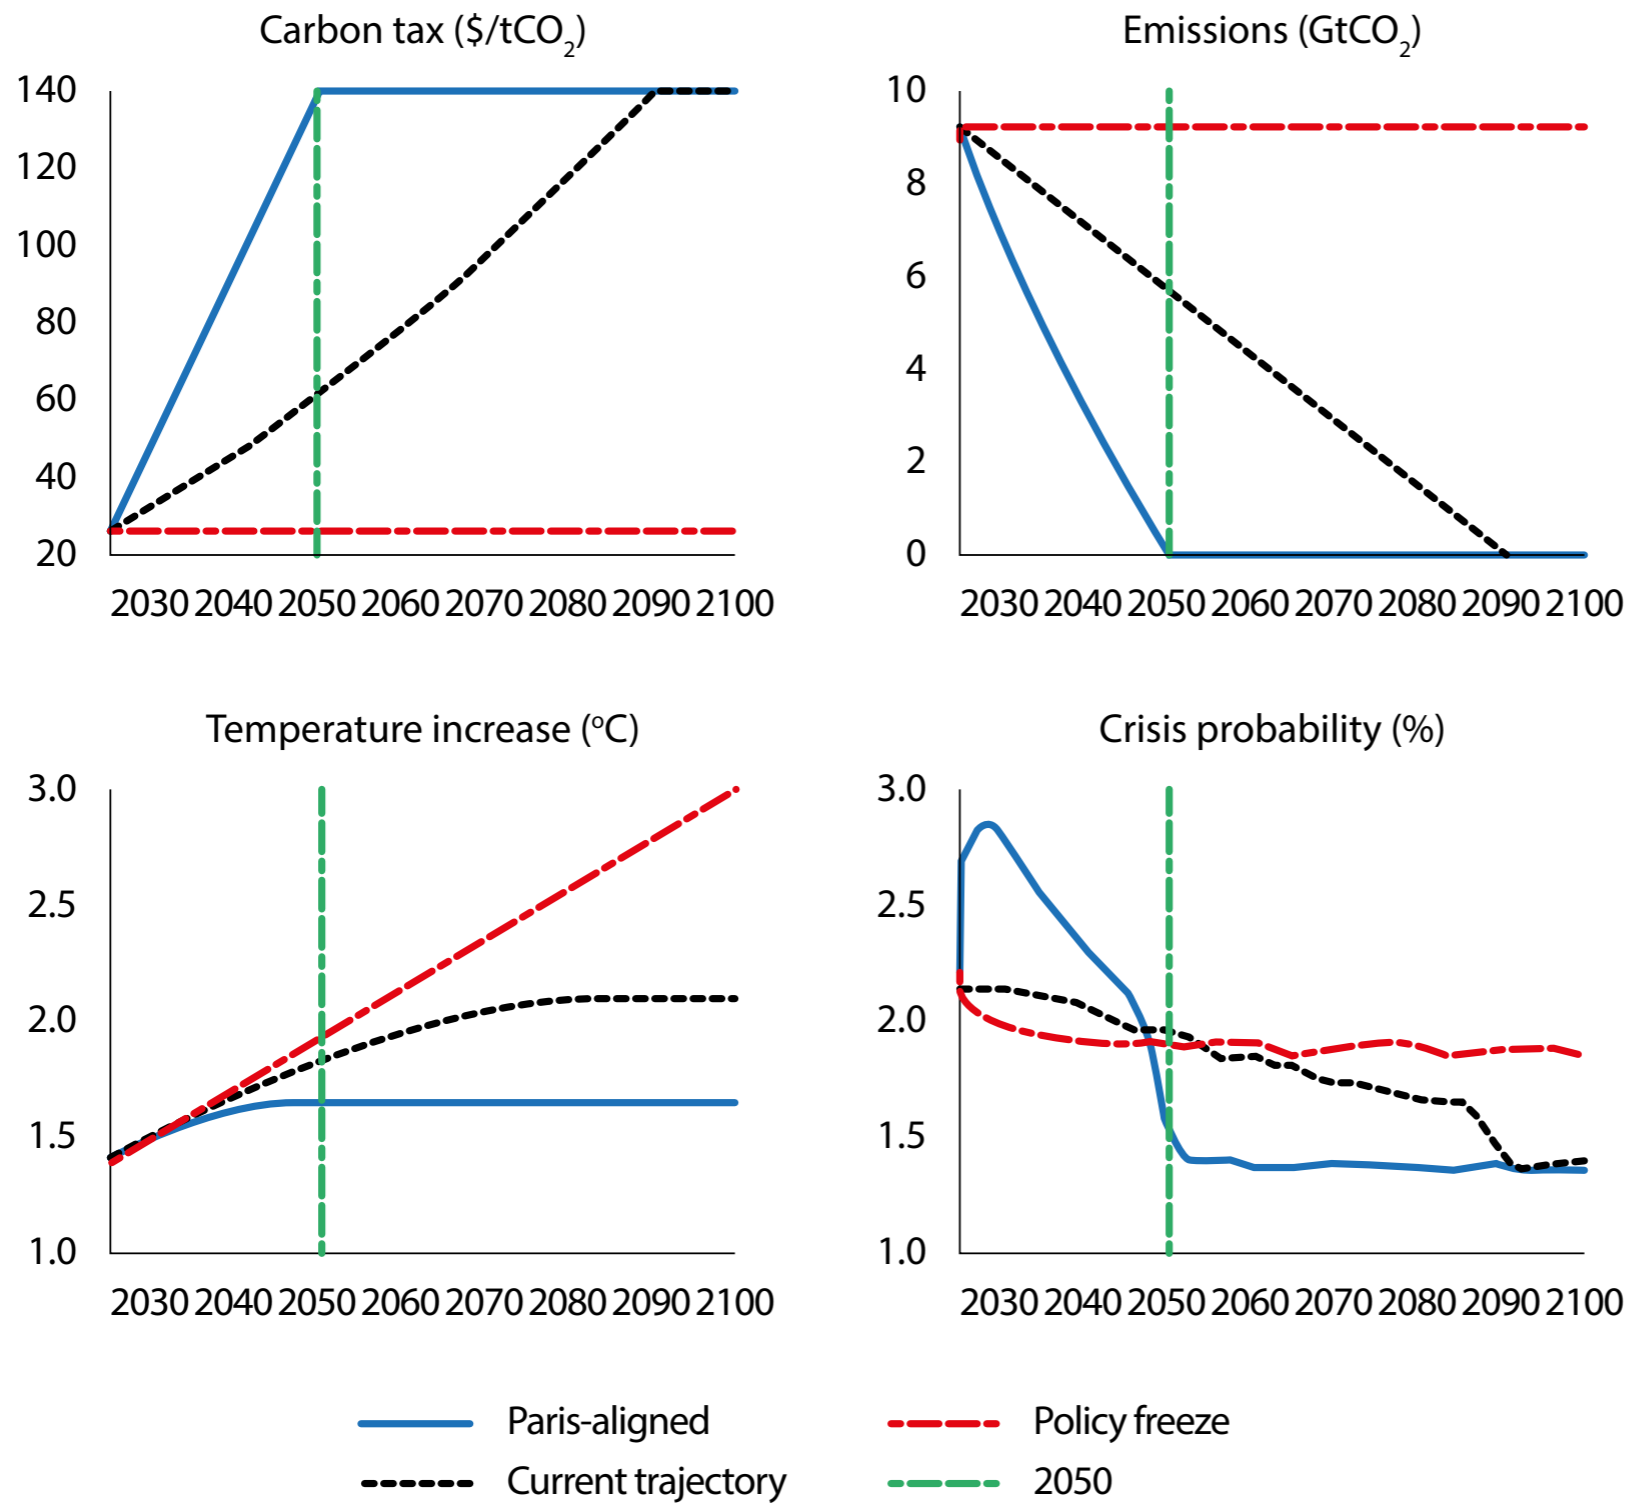 Carbon tax ($/tCO₂)
140
120
100
80
60
40
20
2030 2040 2050 2060 2070 2080 2090 2100
Emissions (GtCO₂)
10
8
6
4
2
0
2030 2040 2050 2060 2070 2080 2090 2100
Temperature increase (ºC)
3.0
2.5
2.0
1.5
1.0
2030 2040 2050 2060 2070 2080 2090 2100
Crisis probability (%)
3.0
2.5
2.0
1.5
1.0
2030 2040 2050 2060 2070 2080 2090 2100
Paris-aligned
Policy freeze
Current trajectory
2050